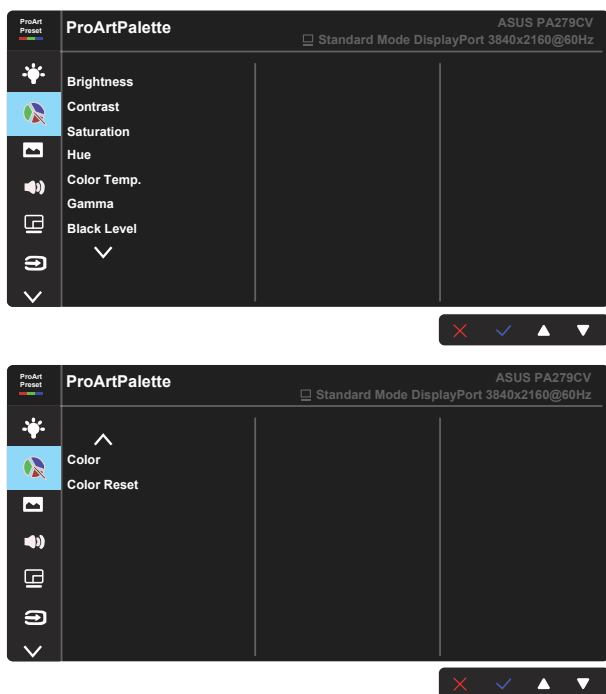 ProArt
Preset
ProArtPalette
ASUS PA279CV
Standard Mode DisplayPort 3840x2160@60Hz
Brightness
Contrast
Saturation
Hue
Color Temp.
Gamma
Black Level
ProArt
Preset
ProArtPalette
ASUS PA279CV
Standard Mode DisplayPort 3840x2160@60Hz
Color
Color Reset